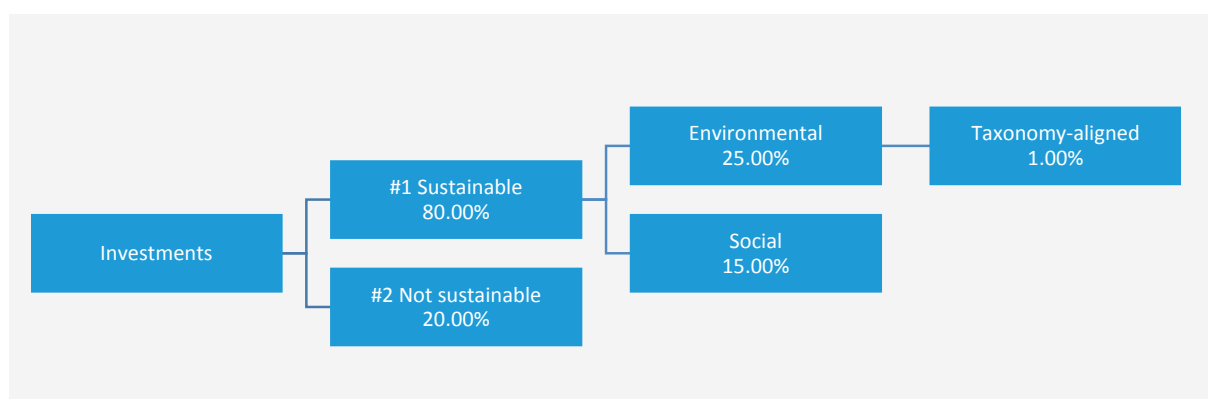 Investments
#1 Sustainable
80.00%
#2 Not sustainable
20.00%
Environmental
25.00%
Social
15.00%
Taxonomy-aligned
1.00%